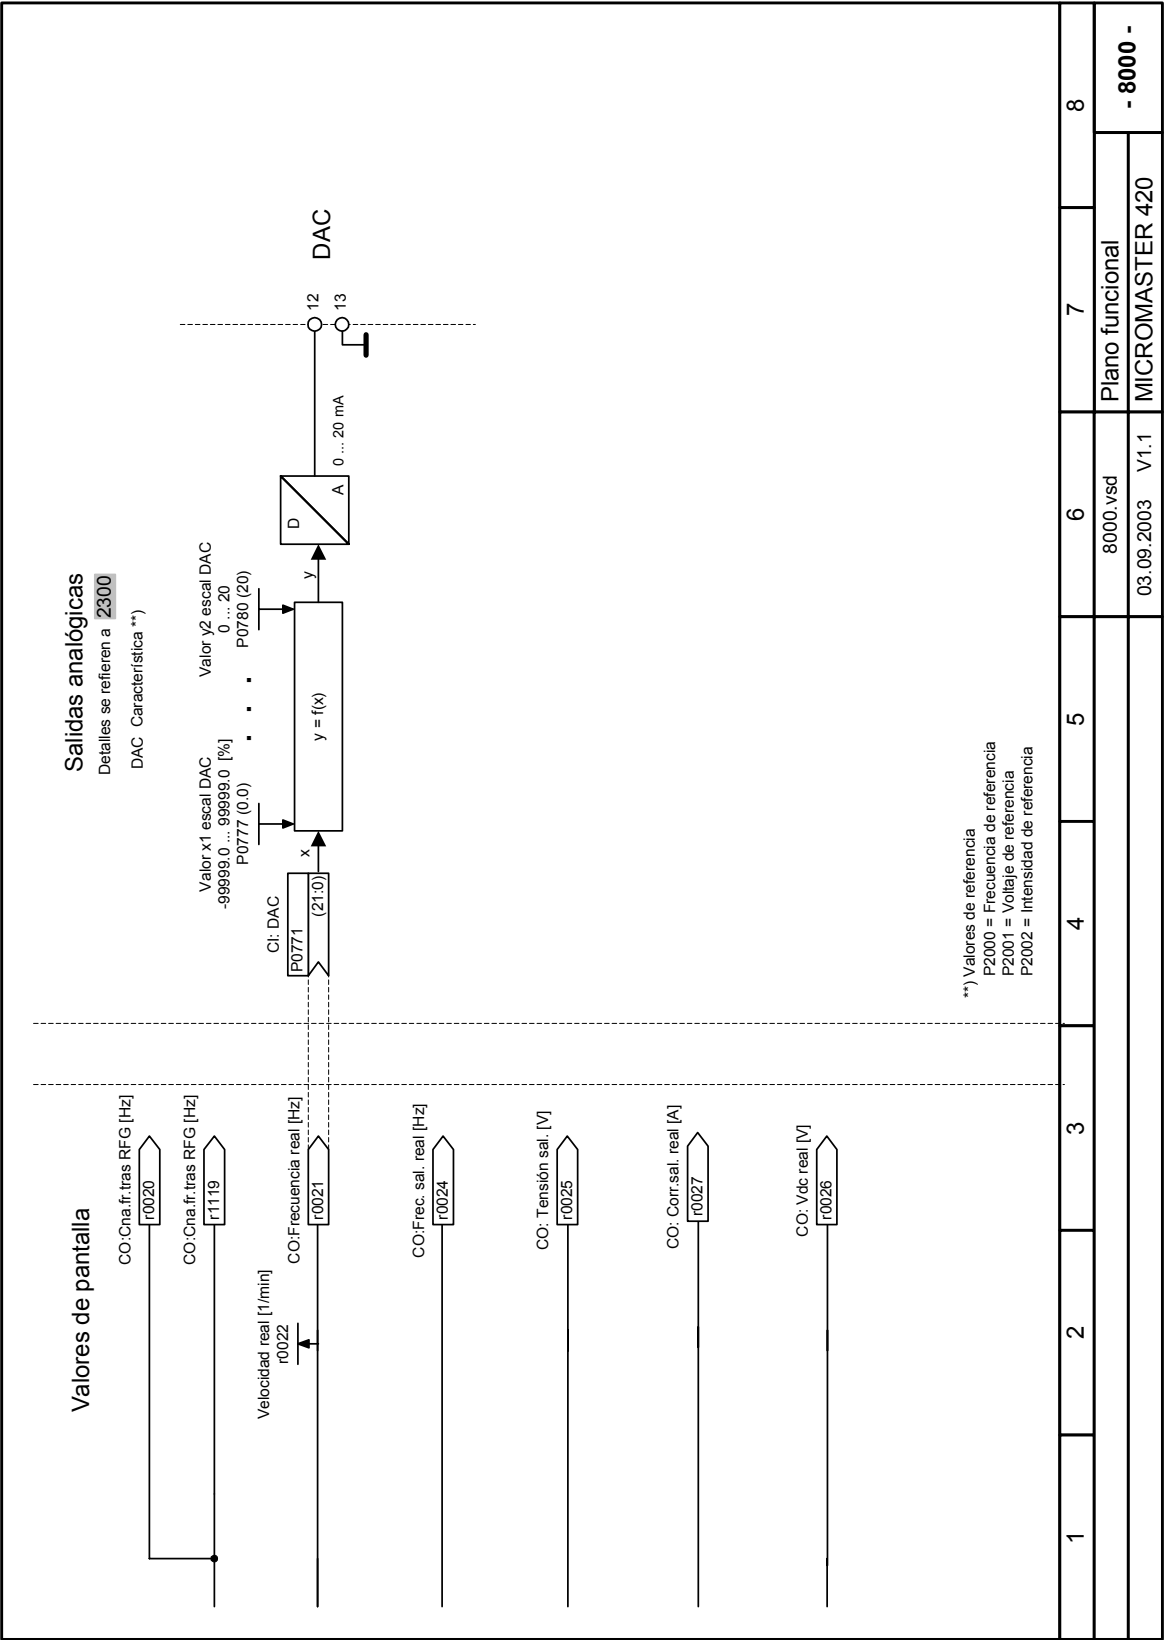 Valores de pantalla
CO:Cna.fr.tras RFG [Hz]
r0020
CO:Cna.fr.tras RFG [Hz]
r1119
Velocidad real [1/min]
r0022
CO:Frecuencia real [Hz]
r0021
CO:Frec. sal. real [Hz]
r0024
CO: Tensión sal. [V]
r0025
CO: Corr.sal. real [A]
r0027
CO: Vdc real [V]
r0026
Salidas analógicas
Detalles se refieren a 2300
DAC Característica **)
Valor x1 escal DAC
-99999.0 ... 99999.0 [%]
P0777 (0.0)
Valor y2 escal DAC
0 ... 20
P0780 (20)
CI: DAC
P0771
(21:0)
x
y = f(x)
y
D
A
0 ... 20 mA
12
13
DAC
**) Valores de referencia
P2000 = Frecuencia de referencia
P2001 = Voltaje de referencia
P2002 = Intensidad de referencia
1 2 3 4 5 6 7 8
8000.vsd Plano funcional
03.09.2003 V1.1 MICROMASTER 420
- 8000 -